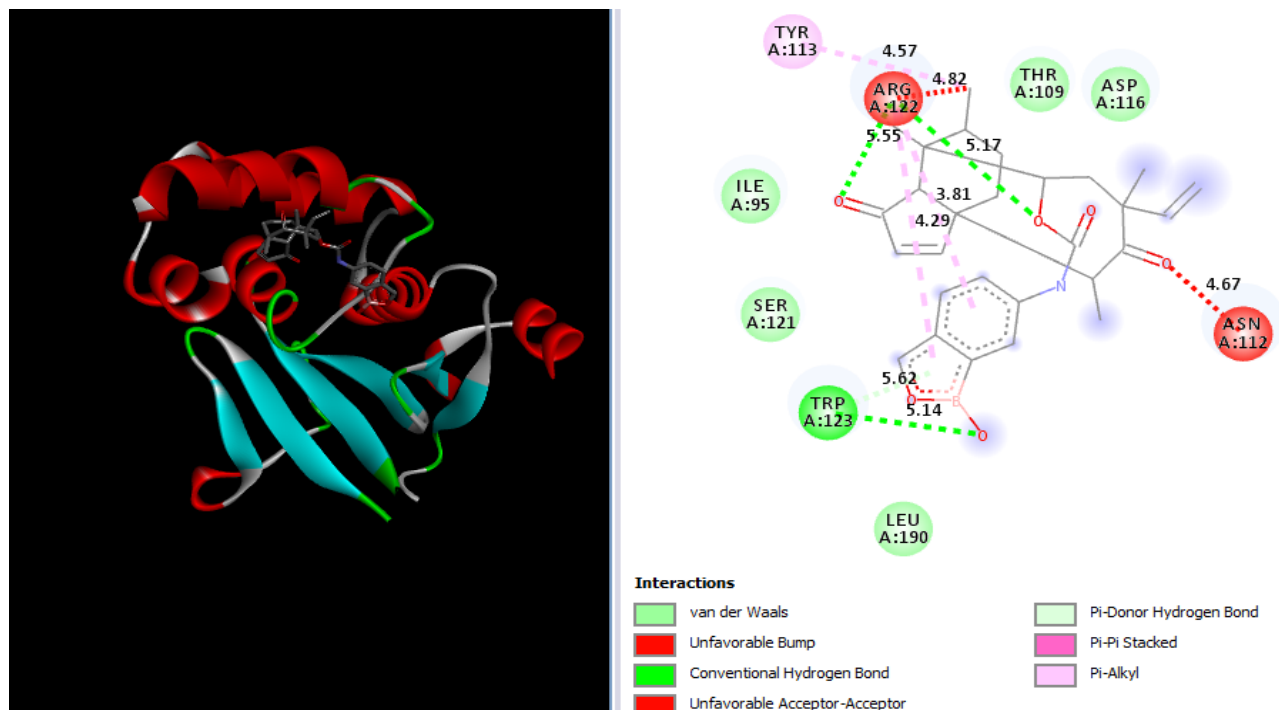 TYR
A:113
4.57
4.82
ARG
A:122
THR
A:109
ASP
A:116
5.55
5.17
ILE
A:95
O
3.81
O
O
4.29
O
4.67
N
SER
A:121
ASN
A:112
5.62
TRP
A:123
O
B
5.14
O
LEU
A:190
Interactions
van der Waals
Unfavorable Bump
Conventional Hydrogen Bond
Unfavorable Acceptor-Acceptor
Pi-Donor Hydrogen Bond
Pi-Pi Stacked
Pi-Alkyl